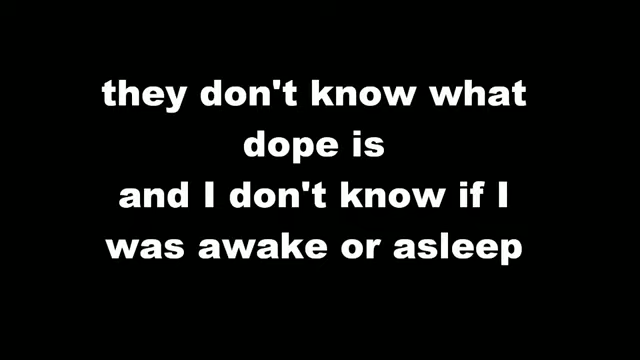 they don't know what
dope is
and I don't know if I
was awake or asleep